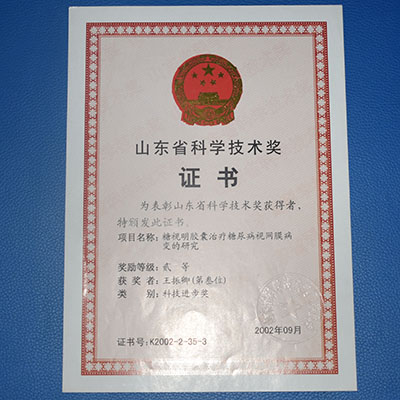 山东省科学技术奖
证书
为表彰山东省科学技术奖获得者，
特颁发此证书。
项目名称：糖视明胶囊治疗糖尿病视网膜病
变的研究
奖励等级：贰 等
获 奖 者：王振卿(第叁位)
类 别：科技进步奖
2002年09月
证书号：K2002-2-35-3